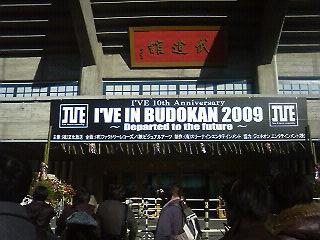 武道館
I'VE 10th Anniversary
I'VE
I'VE IN BUDOKAN 2009
I'VE
～ Departed to the future ～